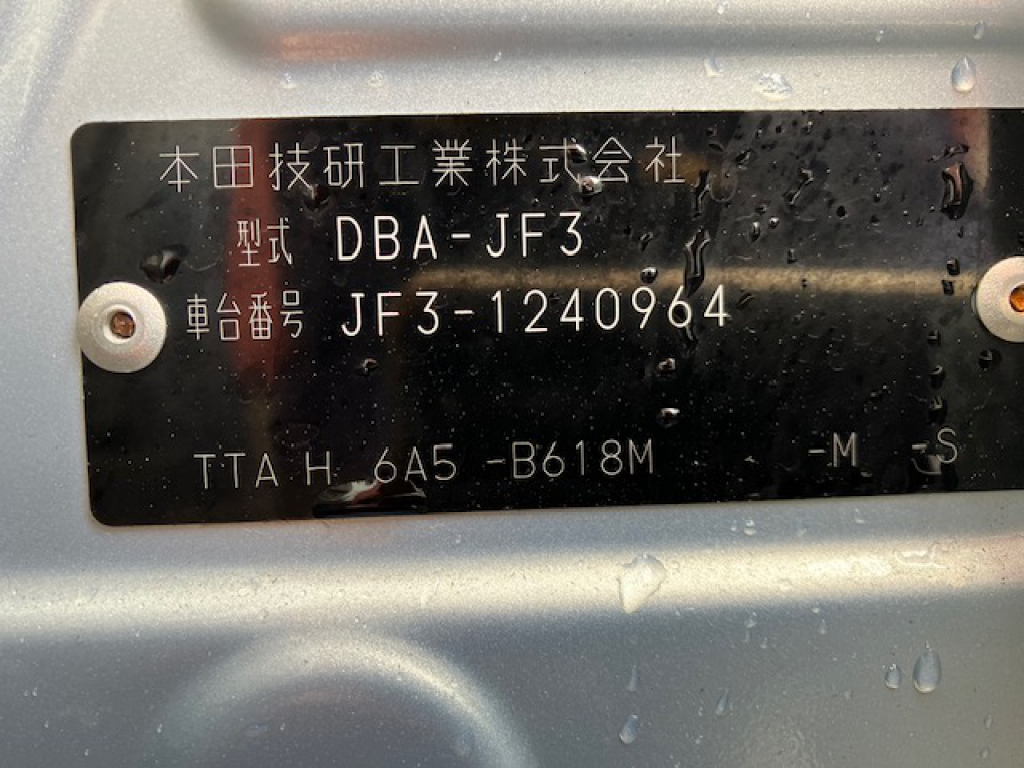 本田技研工業株式会社
型式 DBA-JF3
車台番号 JF3-1240964
TTA H 6A5 -B618M -M -S